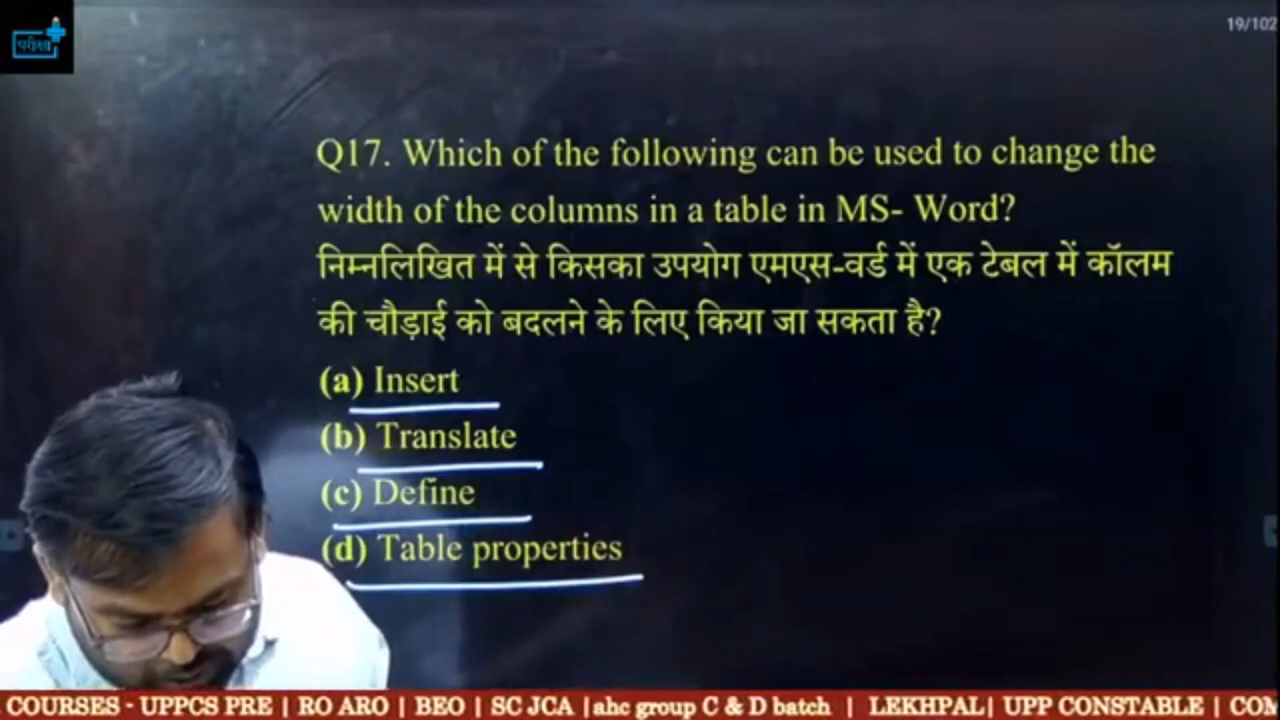 परीक्षा
19/102
Q17. Which of the following can be used to change the
width of the columns in a table in MS- Word?
निम्नलिखित में से किसका उपयोग एमएस-वर्ड में एक टेबल में कॉलम
की चौड़ाई को बदलने के लिए किया जा सकता है?
(a) Insert
(b) Translate
(c) Define
(d) Table properties
COURSES - UPPCS PRE | RO ARO | BEO | SC JCA |ahc group C & D batch | LEKHPAL| UPP CONSTABLE | COM